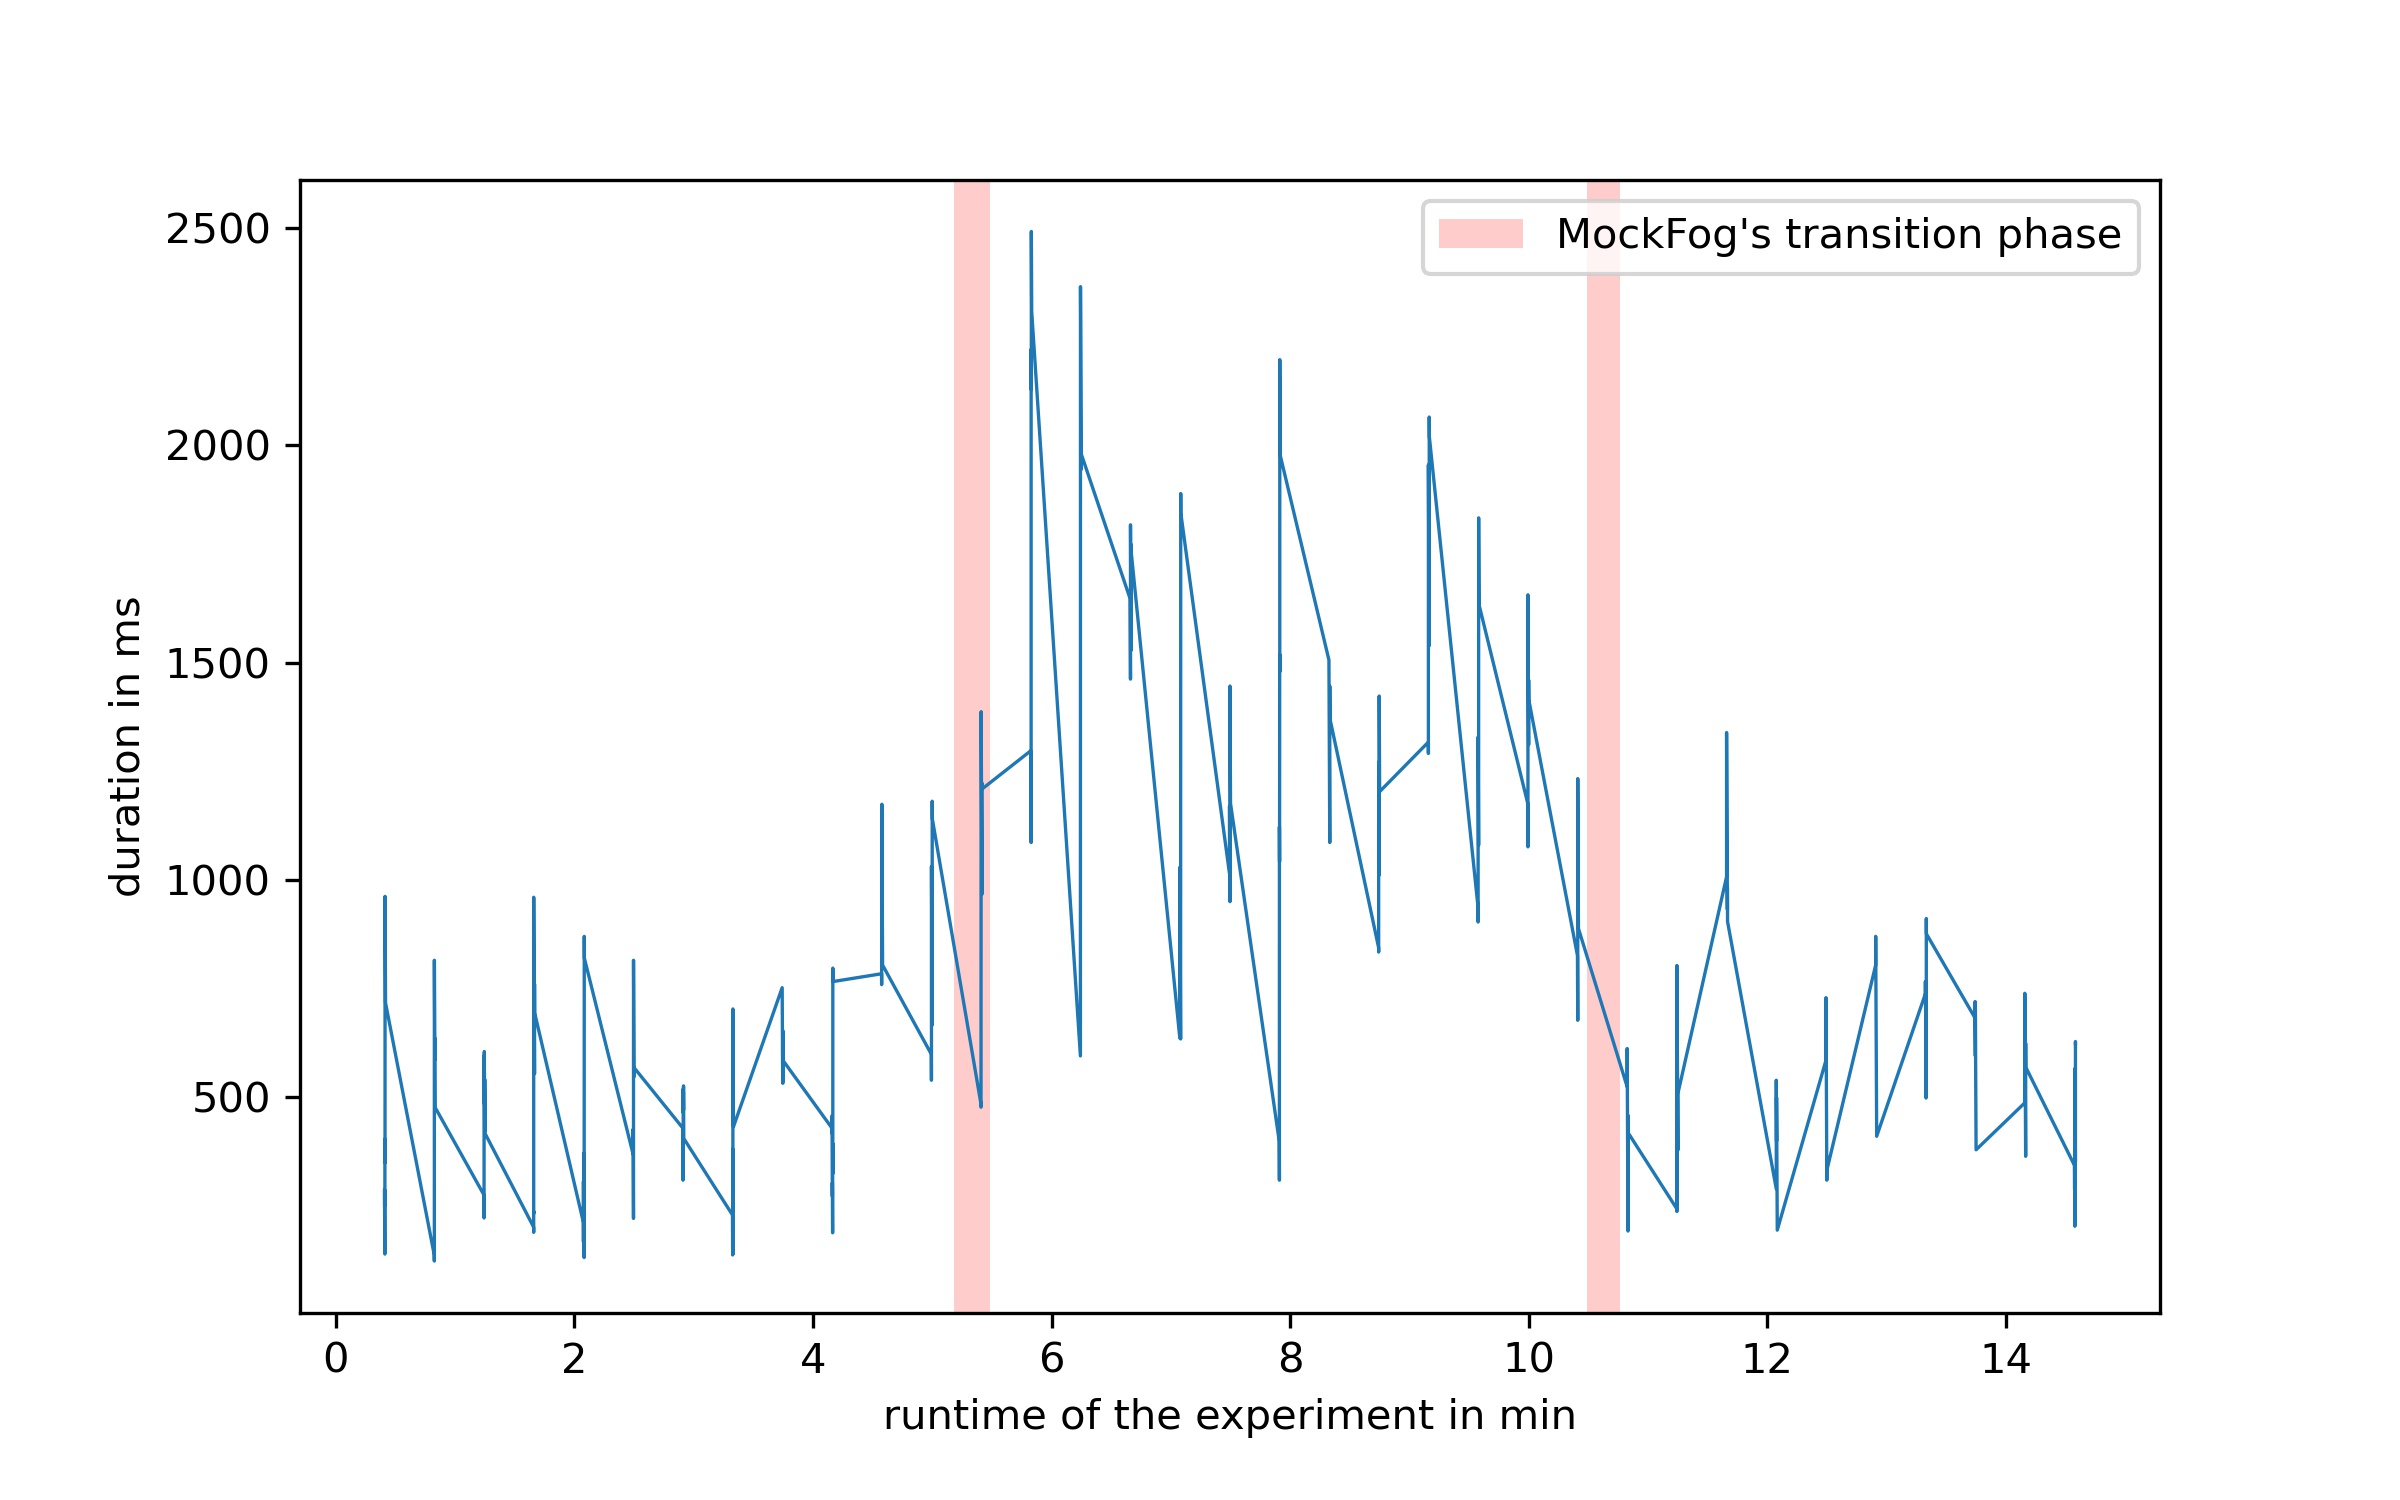 MockFog's transition phase
2500
2000
1500
1000
500
duration in ms
0 2 4 6 8 10 12 14
runtime of the experiment in min